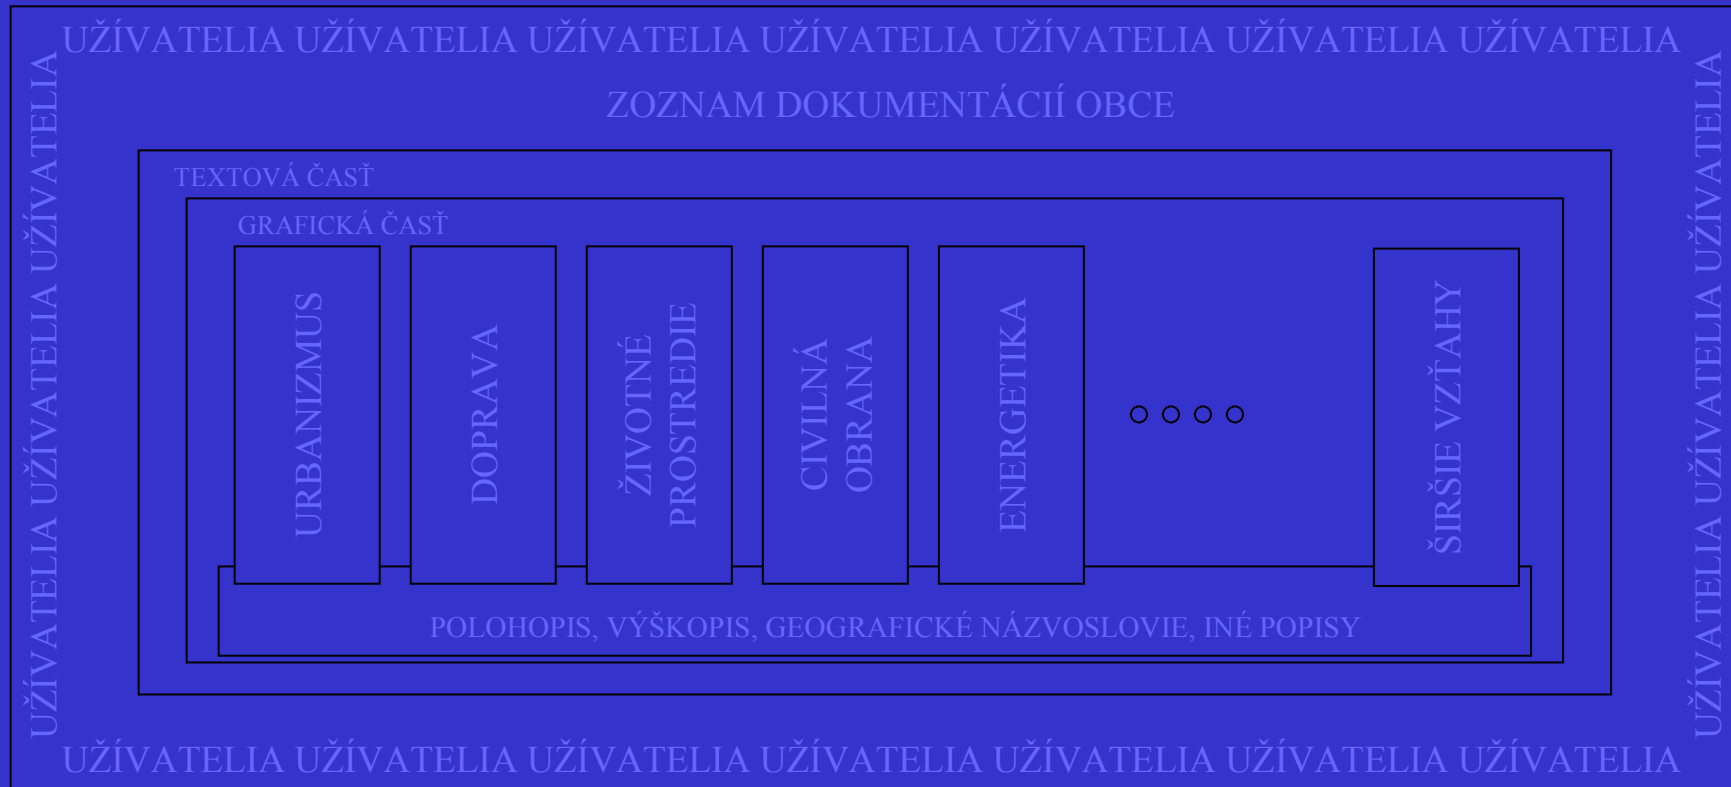 UŽÍVATELIA UŽÍVATELIA UŽÍVATELIA UŽÍVATELIA UŽÍVATELIA UŽÍVATELIA UŽÍVATELIA
UŽÍVATELIA UŽÍVATELIA UŽÍVATELIA
ZOZNAM DOKUMENTÁCIÍ OBCE
TEXTOVÁ ČASŤ
GRAFICKÁ ČASŤ
URBANIZMUS
DOPRAVA
ŽIVOTNÉ
PROSTREDIE
CIVILNÁ
OBRANA
ENERGETIKA
ŠIRŠIE VZŤAHY
POLOHOPIS, VÝŠKOPIS, GEOGRAFICKÉ NÁZVOSLOVIE, INÉ POPISY
UŽÍVATELIA UŽÍVATELIA UŽÍVATELIA
UŽÍVATELIA UŽÍVATELIA UŽÍVATELIA UŽÍVATELIA UŽÍVATELIA UŽÍVATELIA UŽÍVATELIA